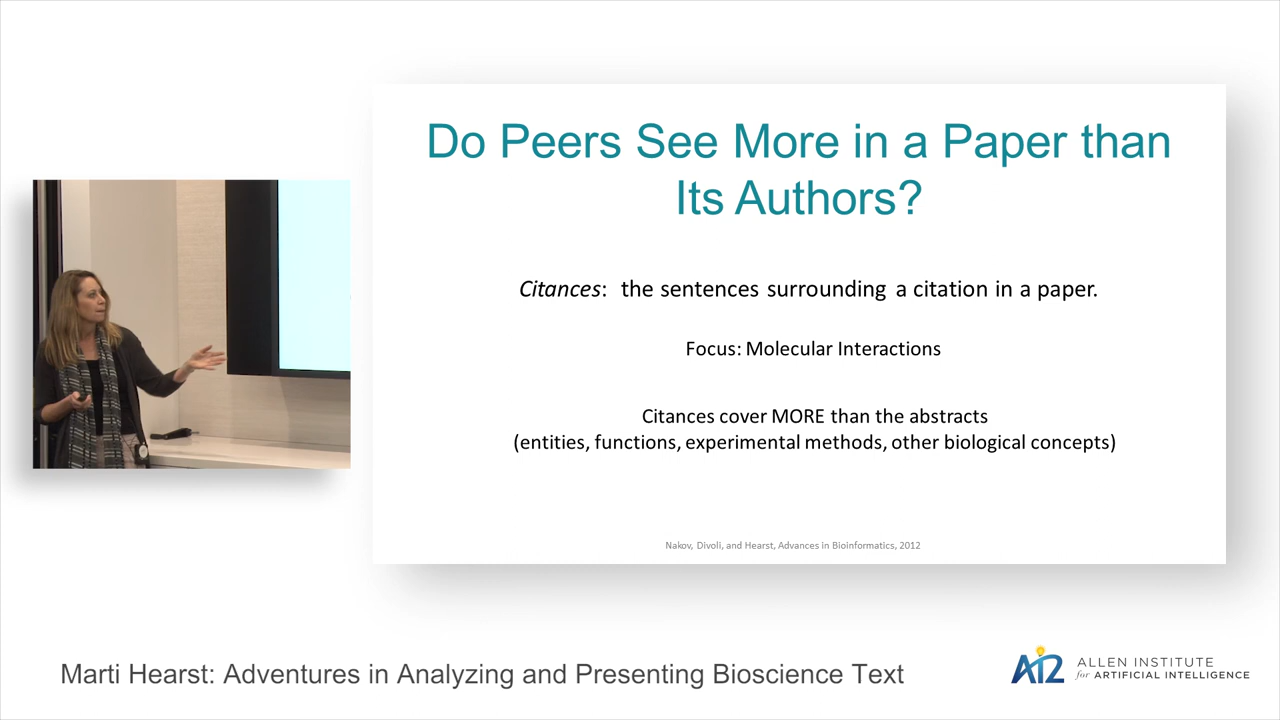 Do Peers See More in a Paper than
Its Authors?
Citances: the sentences surrounding a citation in a paper.
Focus: Molecular Interactions
Citances cover MORE than the abstracts
(entities, functions, experimental methods, other biological concepts)
Nakov, Divoli, and Hearst, Advances in Bioinformatics, 2012
Marti Hearst: Adventures in Analyzing and Presenting Bioscience Text
AI2
ALLEN INSTITUTE
for ARTIFICIAL INTELLIGENCE